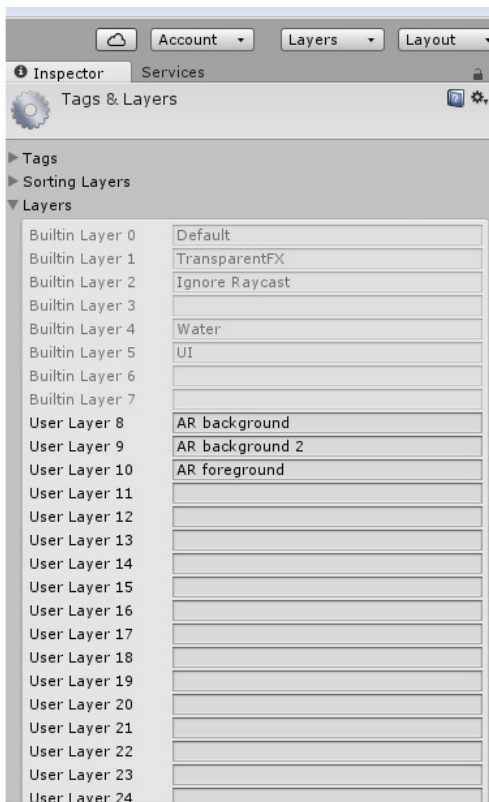 Account Layers Layout
Inspector Services
Tags & Layers
Tags
Sorting Layers
Layers
Builtin Layer 0 Default
Builtin Layer 1 TransparentFX
Builtin Layer 2 Ignore Raycast
Builtin Layer 3
Builtin Layer 4 Water
Builtin Layer 5 UI
Builtin Layer 6
Builtin Layer 7
User Layer 8 AR background
User Layer 9 AR background 2
User Layer 10 AR foreground
User Layer 11
User Layer 12
User Layer 13
User Layer 14
User Layer 15
User Layer 16
User Layer 17
User Layer 18
User Layer 19
User Layer 20
User Layer 21
User Layer 22
User Layer 23
User Layer 24